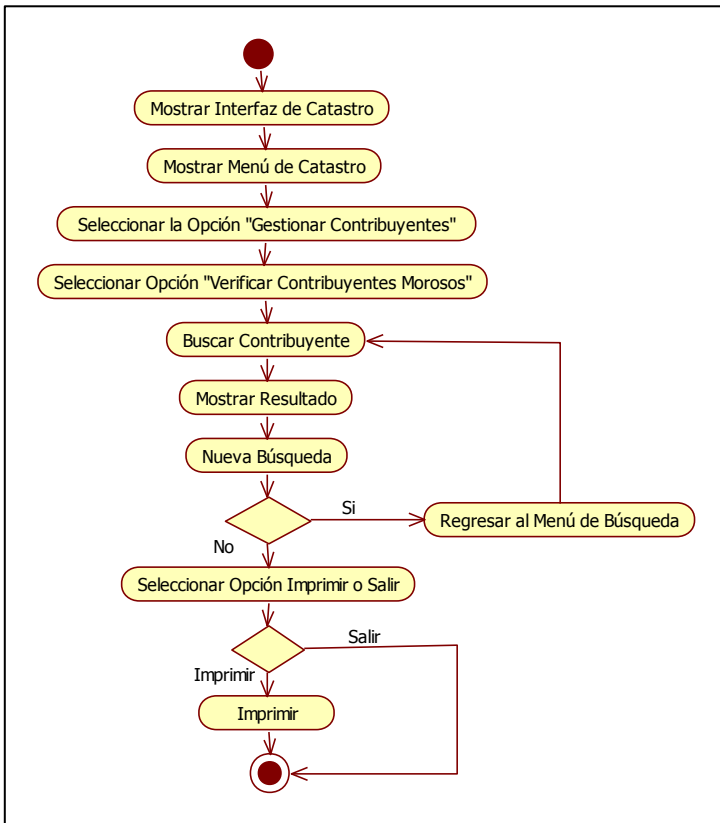 Mostrar Interfaz de Catastro
Mostrar Menú de Catastro
Seleccionar la Opción "Gestionar Contribuyentes"
Seleccionar Opción "Verificar Contribuyentes Morosos"
Buscar Contribuyente
Mostrar Resultado
Nueva Búsqueda
Si
Regresar al Menú de Búsqueda
No
Seleccionar Opción Imprimir o Salir
Salir
Imprimir
Imprimir